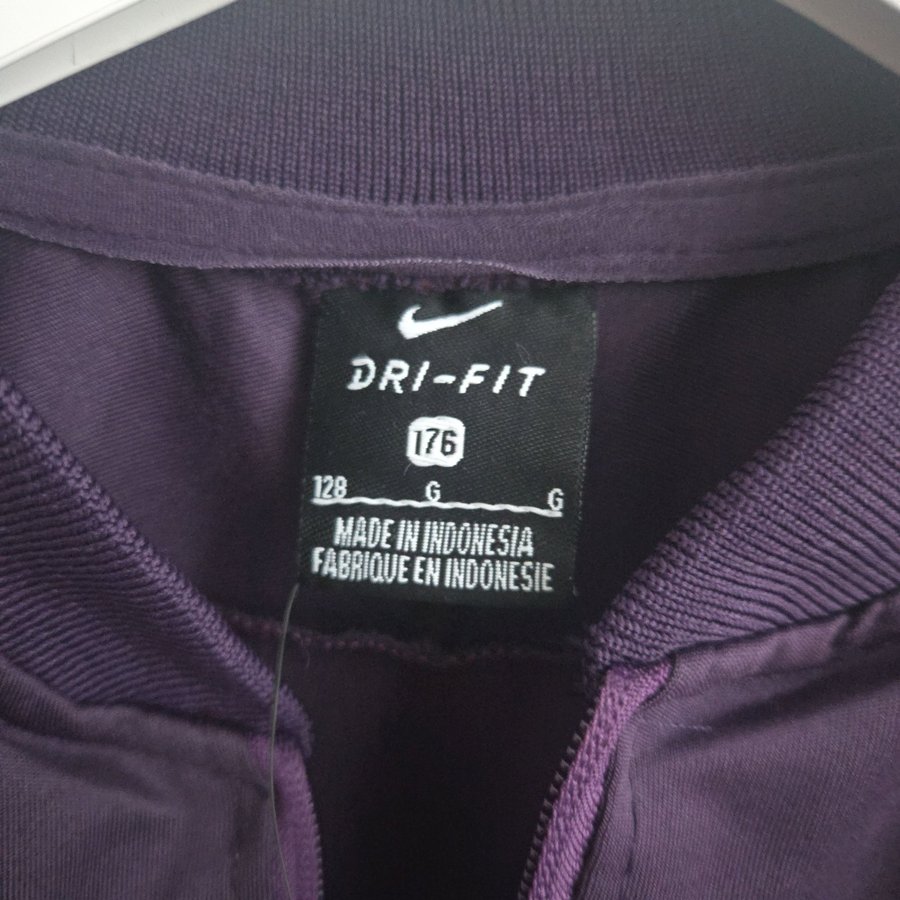 DRI-FIT
176
128 G G
MADE IN INDONESIA
FABRIQUE EN INDONESIE